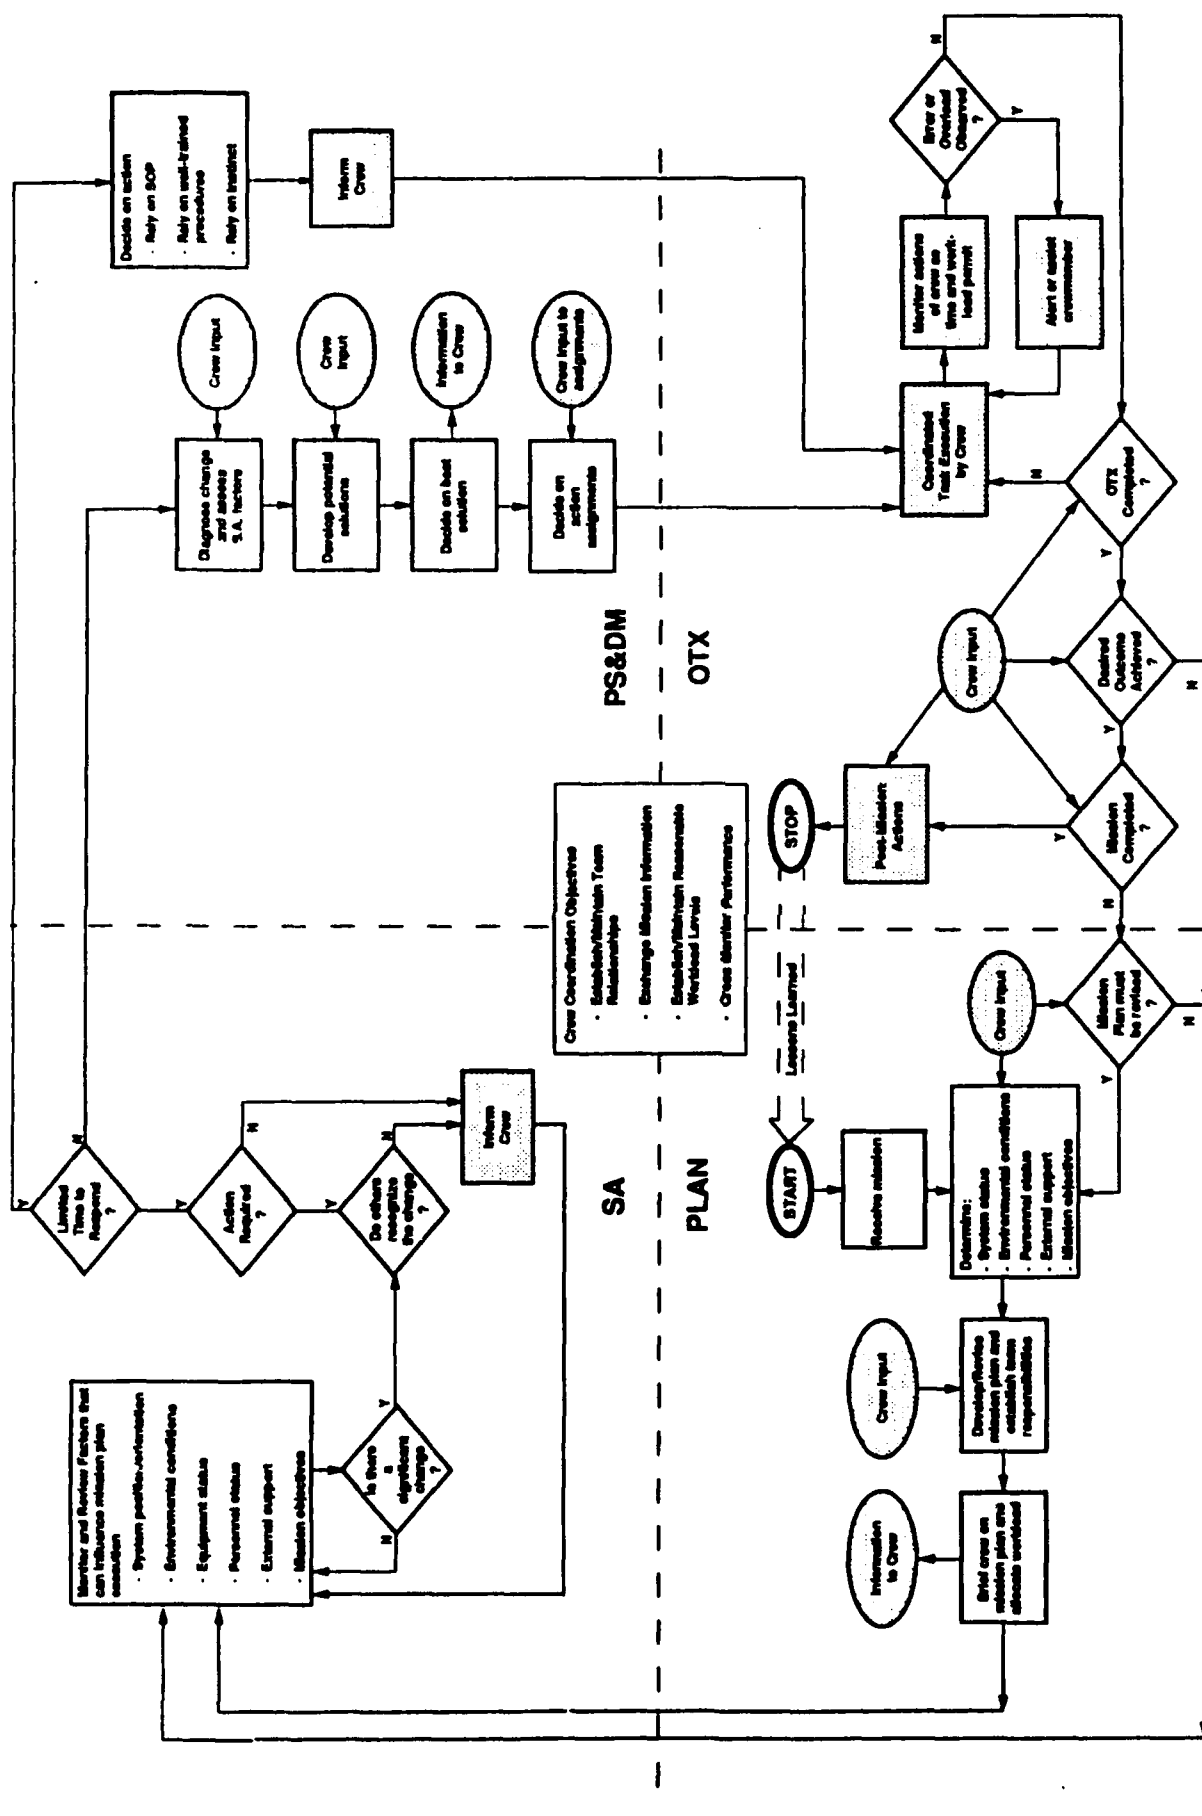 Monitor and Review Factors that
can influence mission plan
execution
· System position/orientation
· Environmental conditions
· Equipment status
· Personnel status
· External support
· Mission objectives
Is there
a
significant
change
?
N
Y
Do others
recognize
the change
?
N
Y
Action
Required
?
N
Y
Limited
Time to
Respond
?
N
Y
Inform
Crew
SA
Decide on action
· Rely on SOP
· Rely on well-trained
procedures
· Rely on instinct
Inform
Crew
Diagnose change
and assess
S.A. factors
Crew Input
Develop potential
solutions
Crew
Input
Decide on best
solution
Information
to Crew
Decide on
action
assignments
Crew Input to
assignments
PS&DM
Crew Coordination Objectives
· Establish/Maintain Team
Relationships
· Exchange Mission Information
· Establish/Maintain Reasonable
Workload Levels
· Cross Monitor Performance
PLAN
START
Lessons Learned
STOP
Receive mission
Determine:
· System status
· Environmental conditions
· Personnel status
· External support
· Mission objectives
Crew Input
Develop/Revise
mission plan and
establish team
responsibilities
Crew Input
Brief crew on
mission plan and
allocate workload
Information
to Crew
Mission
Plan must
be revised
?
Y
N
OTX
Post-Mission
Actions
Crew Input
Mission
Completed
?
N
Y
Desired
Outcome
Achieved
?
Y
N
OTX
Completed
?
Y
N
Coordinated
Task Execution
by Crew
Monitor actions
of crew as
time and work-
load permit
Alert or assist
crewmember
Error or
Overload
Observed
?
N
Y